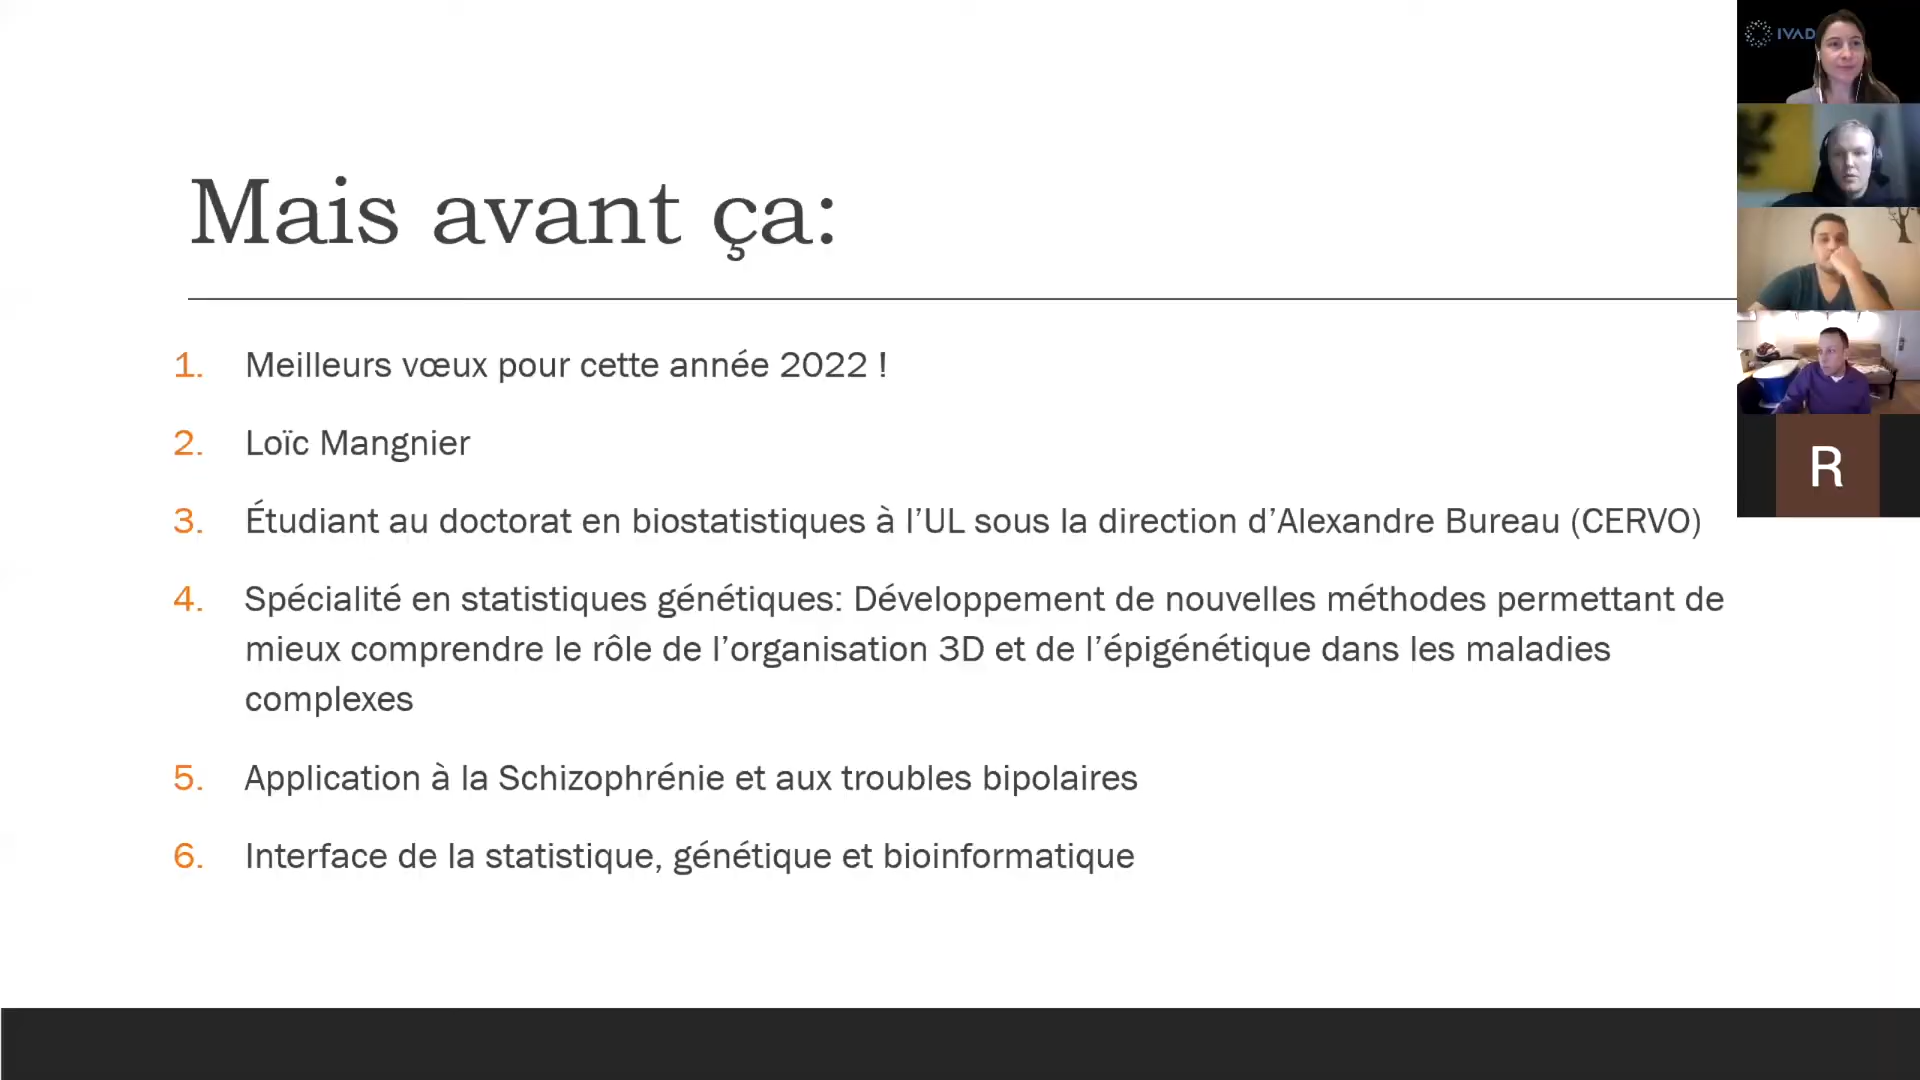 Mais avant ça:
1. Meilleurs vœux pour cette année 2022 !
2. Loïc Mangnier
3. Étudiant au doctorat en biostatistiques à l’UL sous la direction d’Alexandre Bureau (CERVO)
4. Spécialité en statistiques génétiques: Développement de nouvelles méthodes permettant de
mieux comprendre le rôle de l’organisation 3D et de l’épigénétique dans les maladies
complexes
5. Application à la Schizophrénie et aux troubles bipolaires
6. Interface de la statistique, génétique et bioinformatique
IVAD
R